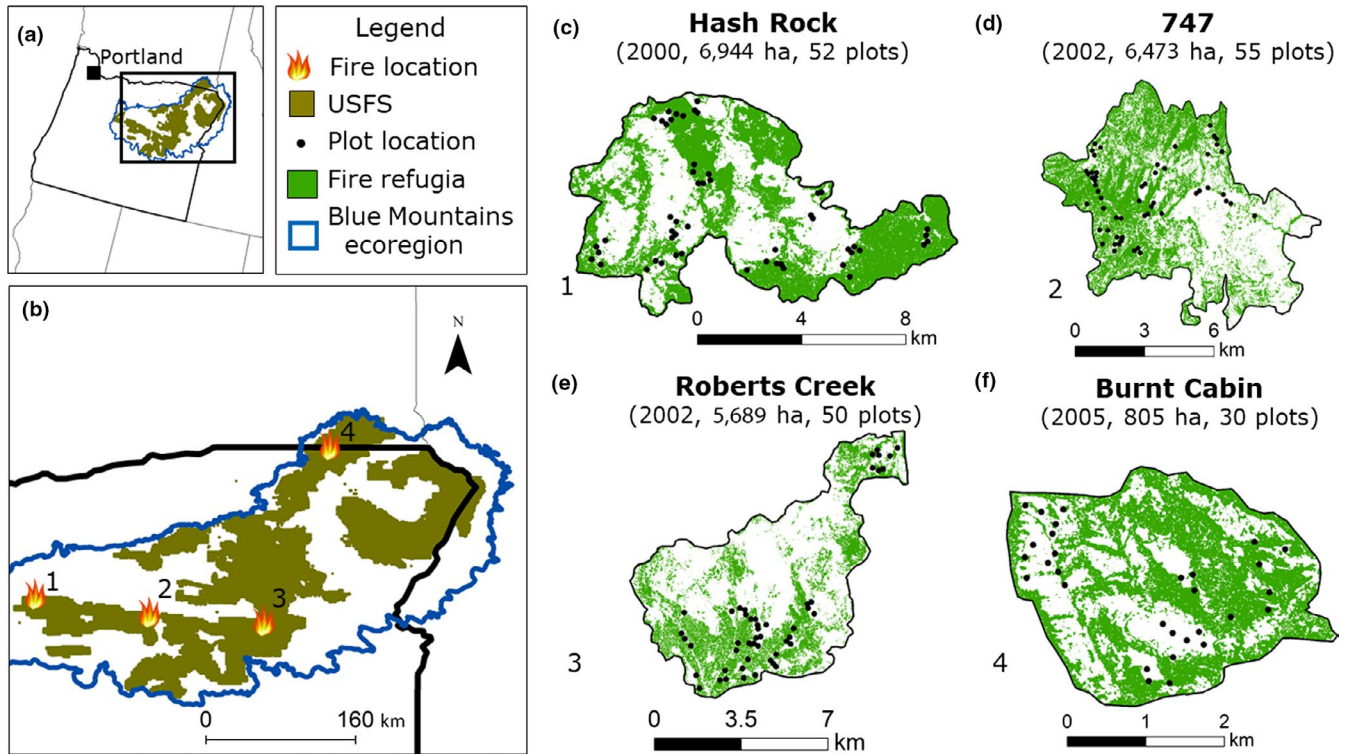 (a)
Portland
Legend
Fire location
USFS
Plot location
Fire refugia
Blue Mountains
ecoregion
(b)
N
1
2
3
4
0 160 km
(c)
Hash Rock
(2000, 6,944 ha, 52 plots)
1
0 4 8
km
(d)
747
(2002, 6,473 ha, 55 plots)
2
0 3 6
km
(e)
Roberts Creek
(2002, 5,689 ha, 50 plots)
3
0 3.5 7
km
(f)
Burnt Cabin
(2005, 805 ha, 30 plots)
4
0 1 2
km